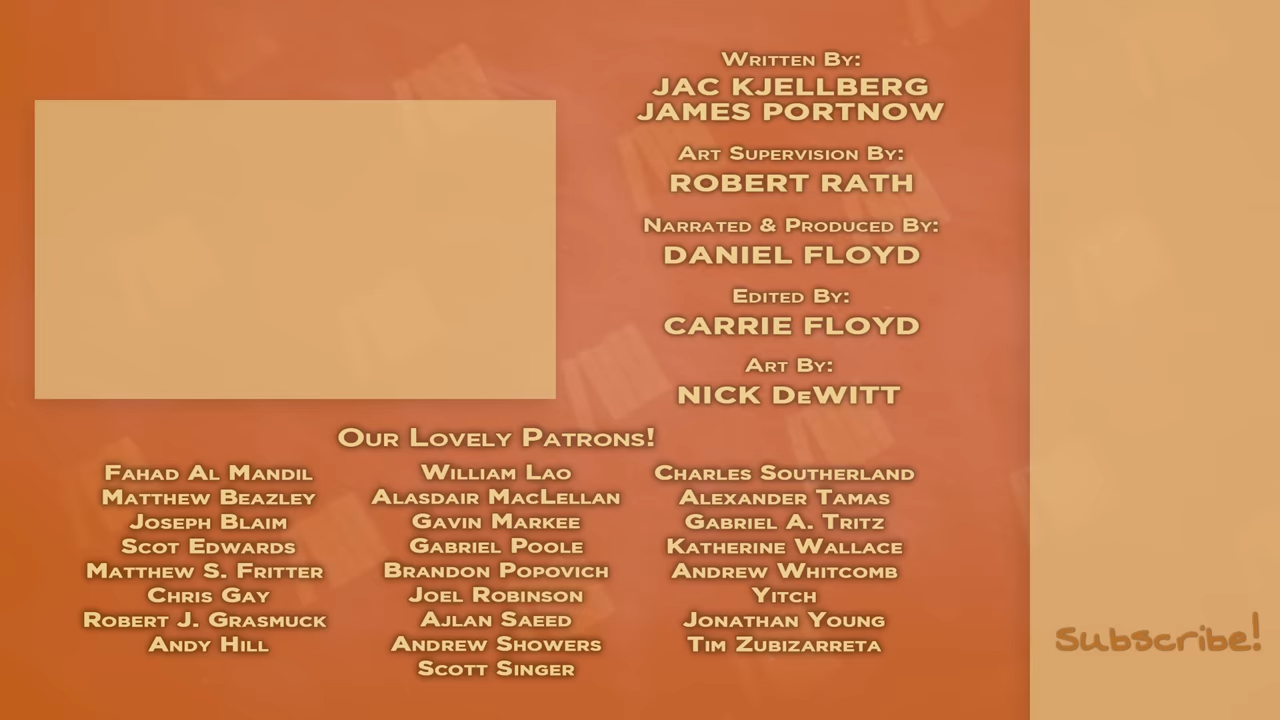 Written By:
JAC KJELLBERG
JAMES PORTNOW
Art Supervision By:
ROBERT RATH
Narrated & Produced By:
DANIEL FLOYD
Edited By:
CARRIE FLOYD
Art By:
NICK DeWITT
Our Lovely Patrons!
Fahad Al Mandil
Matthew Beazley
Joseph Blaim
Scot Edwards
Matthew S. Fritter
Chris Gay
Robert J. Grasmuck
Andy Hill
William Lao
Alasdair MacLellan
Gavin Markee
Gabriel Poole
Brandon Popovich
Joel Robinson
Ajlan Saeed
Andrew Showers
Scott Singer
Charles Southerland
Alexander Tamas
Gabriel A. Tritz
Katherine Wallace
Andrew Whitcomb
Yitch
Jonathan Young
Tim Zubizarreta
Subscribe!